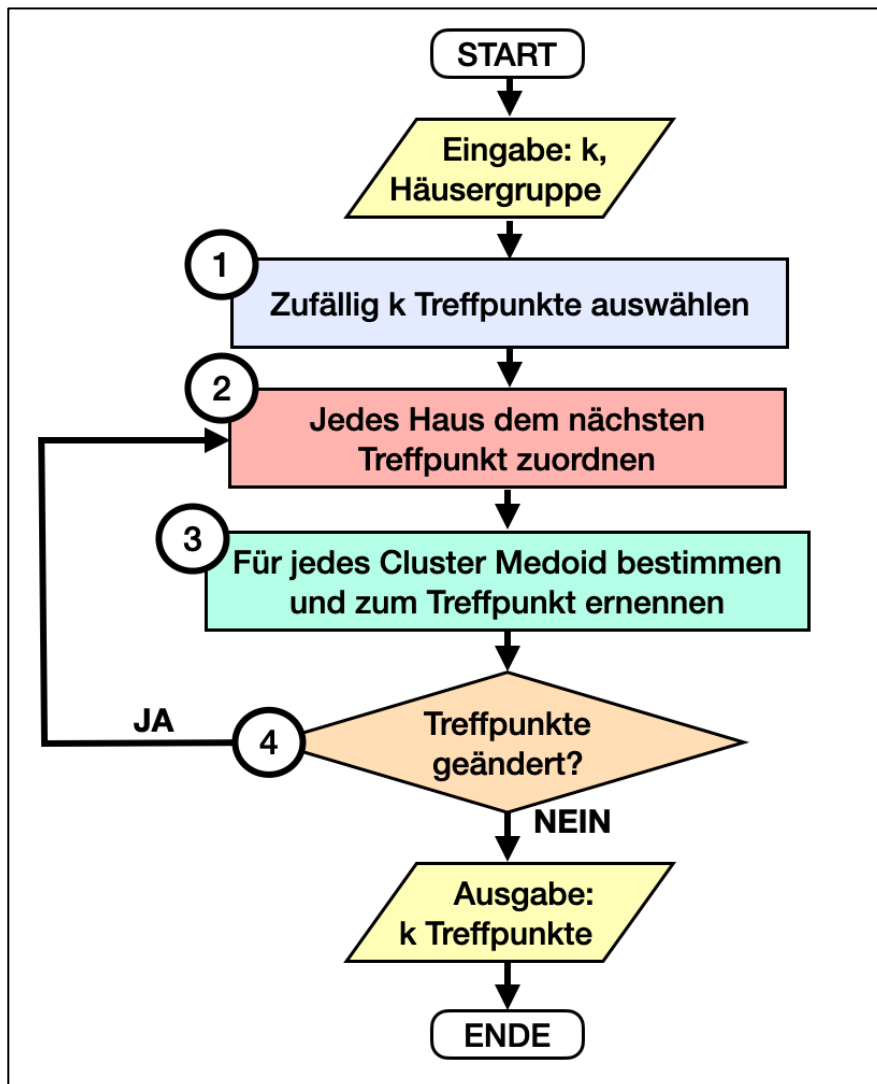 START
Eingabe: k,
Häusergruppe
1
Zufällig k Treffpunkte auswählen
2
Jedes Haus dem nächsten
Treffpunkt zuordnen
3
Für jedes Cluster Medoid bestimmen
und zum Treffpunkt ernennen
JA
4
Treffpunkte
geändert?
NEIN
Ausgabe:
k Treffpunkte
ENDE